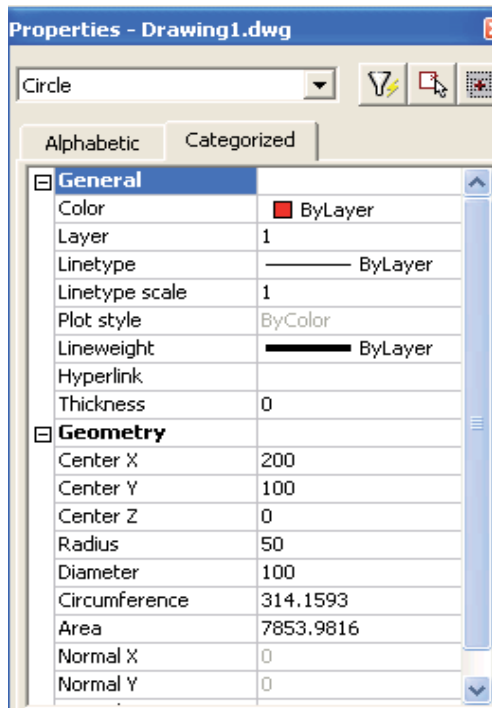 Properties - Drawing1.dwg
Circle
Alphabetic Categorized
General
Color ByLayer
Layer 1
Linetype ByLayer
Linetype scale 1
Plot style ByColor
Lineweight ByLayer
Hyperlink
Thickness 0
Geometry
Center X 200
Center Y 100
Center Z 0
Radius 50
Diameter 100
Circumference 314.1593
Area 7853.9816
Normal X 0
Normal Y 0